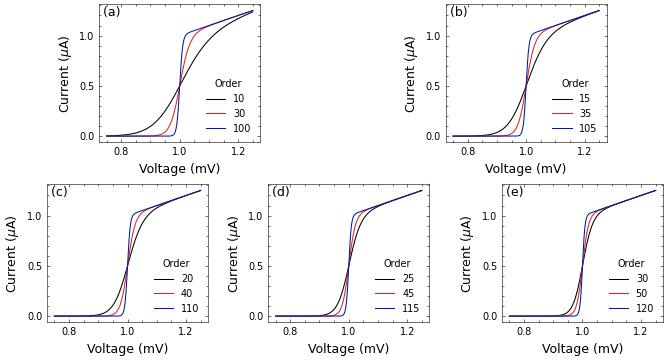 (a)
Current (μA)
1.0
0.5
0.0
Order
10
30
100
0.8 1.0 1.2
Voltage (mV)
(b)
Current (μA)
1.0
0.5
0.0
Order
15
35
105
0.8 1.0 1.2
Voltage (mV)
(c)
Current (μA)
1.0
0.5
0.0
Order
20
40
110
0.8 1.0 1.2
Voltage (mV)
(d)
Current (μA)
1.0
0.5
0.0
Order
25
45
115
0.8 1.0 1.2
Voltage (mV)
(e)
Current (μA)
1.0
0.5
0.0
Order
30
50
120
0.8 1.0 1.2
Voltage (mV)